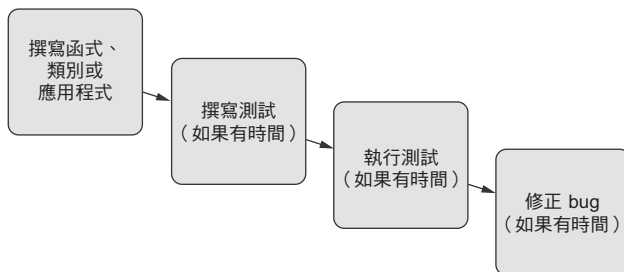 撰寫函式、
類別或
應用程式
撰寫測試
（如果有時間）
執行測試
（如果有時間）
修正 bug
（如果有時間）